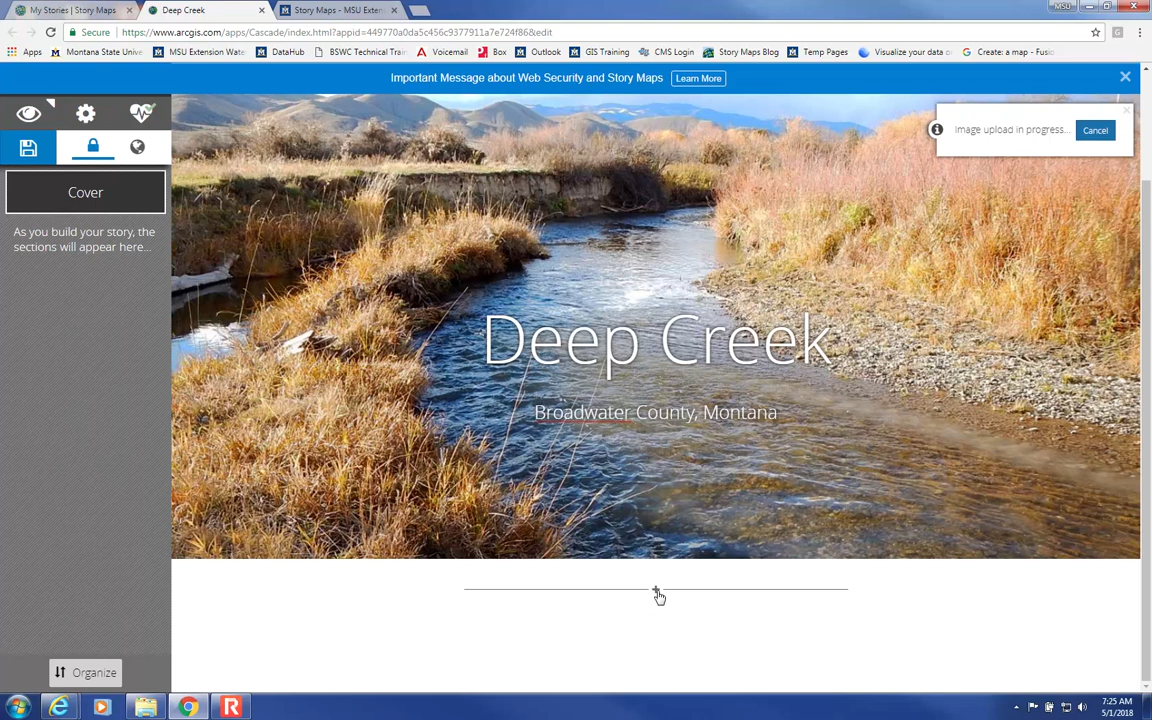 My Stories | Story Maps
Deep Creek
Story Maps - MSU Exten
MSU
Secure
https://www.arcgis.com/apps/Cascade/index.html?appid=449770a0da5c456c9377911a7e724f86&edit
Apps
Montana State Unive
MSU Extension Wate
DataHub
BSWC Technical Train
Voicemail
Box
Outlook
GIS Training
CMS Login
Story Maps Blog
Temp Pages
Visualize your data o
Create: a map - Fusio
Important Message about Web Security and Story Maps
Learn More
Image upload in progress...
Cancel
Cover
As you build your story, the
sections will appear here...
Deep Creek
Broadwater County, Montana
Organize
7:25 AM
5/1/2018